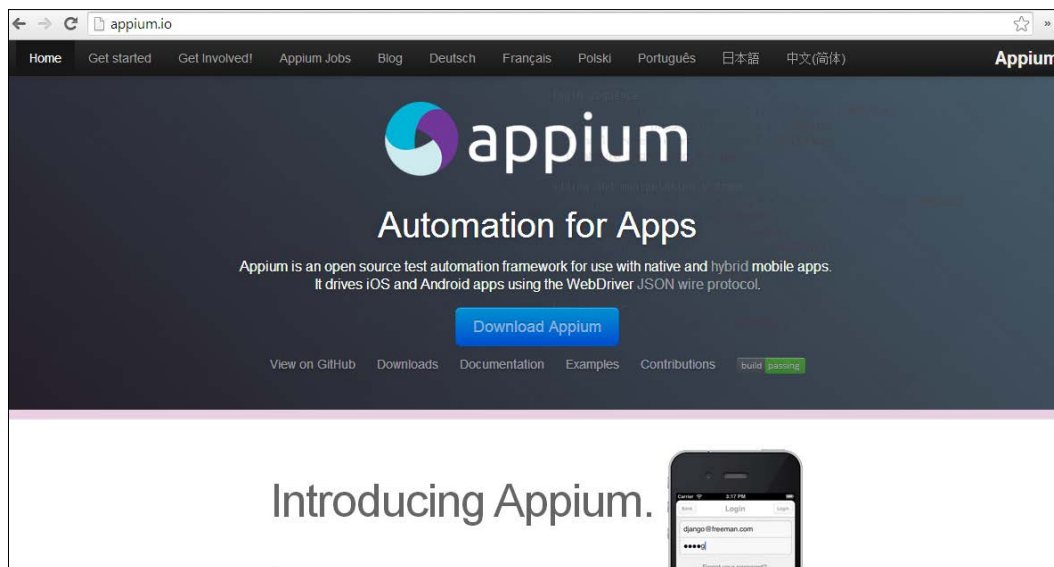 appium.io
Home Get started Get Involved! Appium Jobs Blog Deutsch Français Polski Português 日本語 中文(简体) Appium
appium
Automation for Apps
Appium is an open source test automation framework for use with native and hybrid mobile apps.
It drives iOS and Android apps using the WebDriver JSON wire protocol.
Download Appium
View on GitHub Downloads Documentation Examples Contributions build passing
Introducing Appium.
Carrier 3:17 PM
Login Login
django@freeman.com
••••g